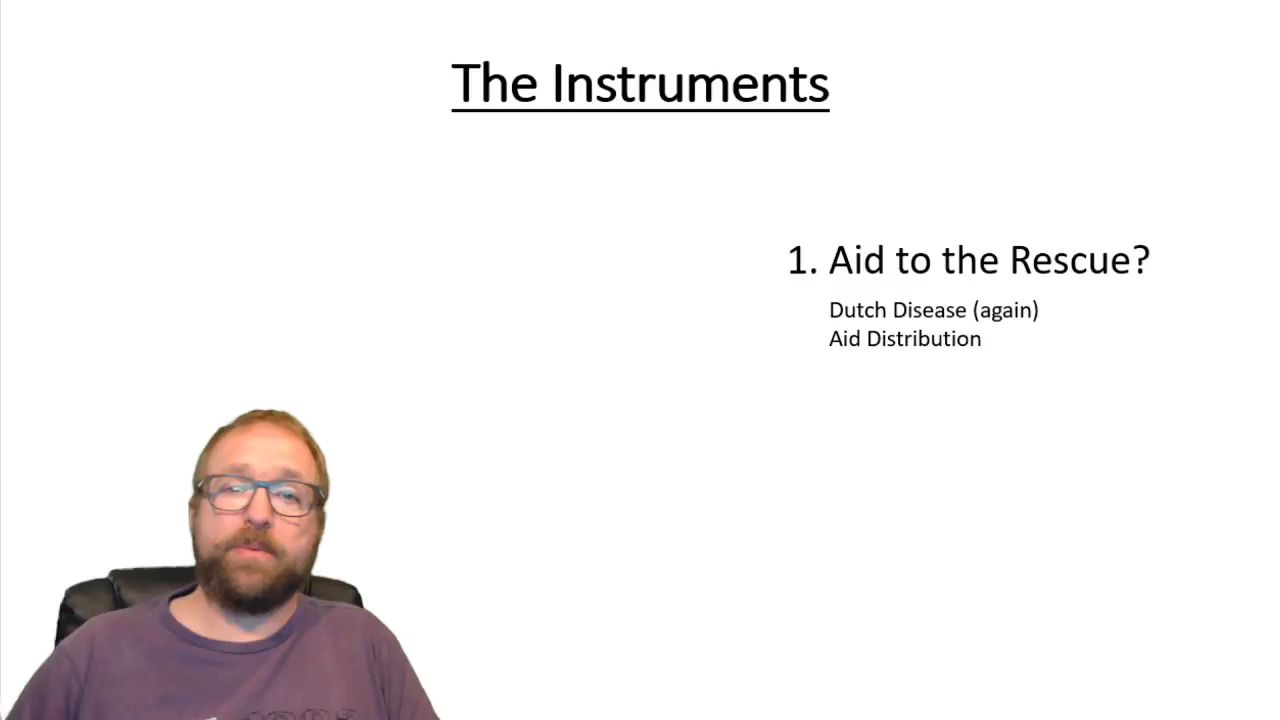 The Instruments
1. Aid to the Rescue?
Dutch Disease (again)
Aid Distribution